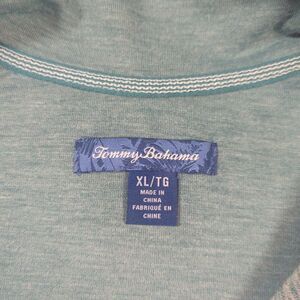 Tommy Bahama
XL/TG
MADE IN
CHINA
FABRIQUÉ EN
CHINE